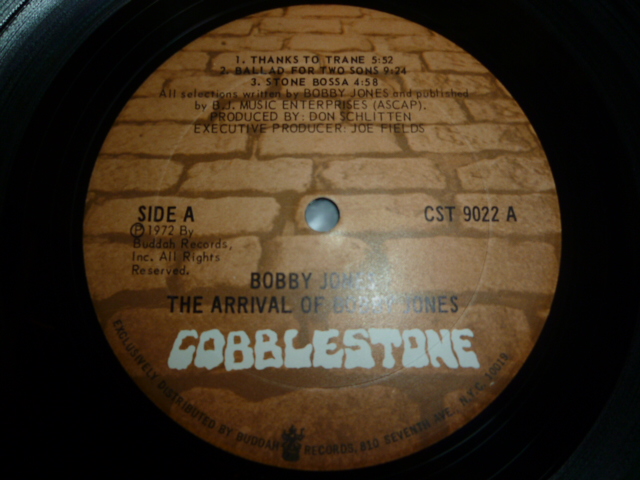 1. THANKS TO TRANE 5:52
2. BALLAD FOR TWO SONS 9:24
3. STONE BOSSA 4:58
All selections written by BOBBY JONES and published
by B.J. MUSIC ENTERPRISES (ASCAP).
PRODUCED BY: DON SCHLITTEN
EXECUTIVE PRODUCER: JOE FIELDS
SIDE A
CST 9022 A
Ⓟ1972 By
Buddah Records,
Inc. All Rights
Reserved.
BOBBY JONES
THE ARRIVAL OF BOBBY JONES
COBBLESTONE
EXCLUSIVELY DISTRIBUTED BY BUDDAH RECORDS, 810 SEVENTH AVE. N.Y.C. 10019